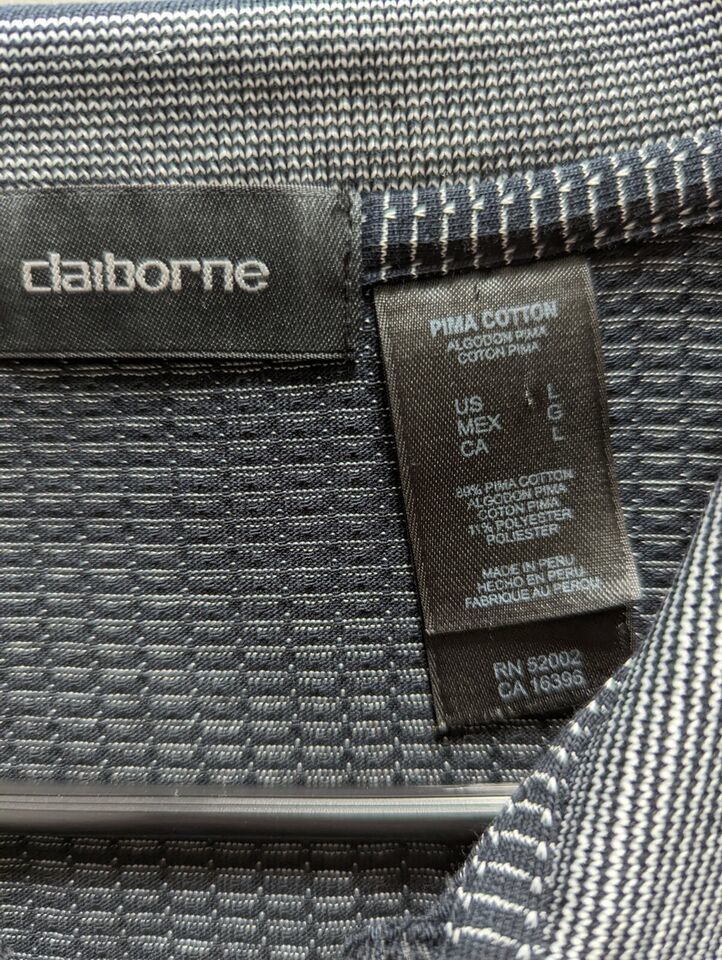 claiborne
PIMA COTTON
ALGODON PIMA
COTON PIMA
US L
MEX G
CA L
89% PIMA COTTON
ALGODON PIMA
COTON PIMA
11% POLYESTER
POLIESTER
MADE IN PERU
HECHO EN PERU
FABRIQUE AU PEROU
RN 52002
CA 16396